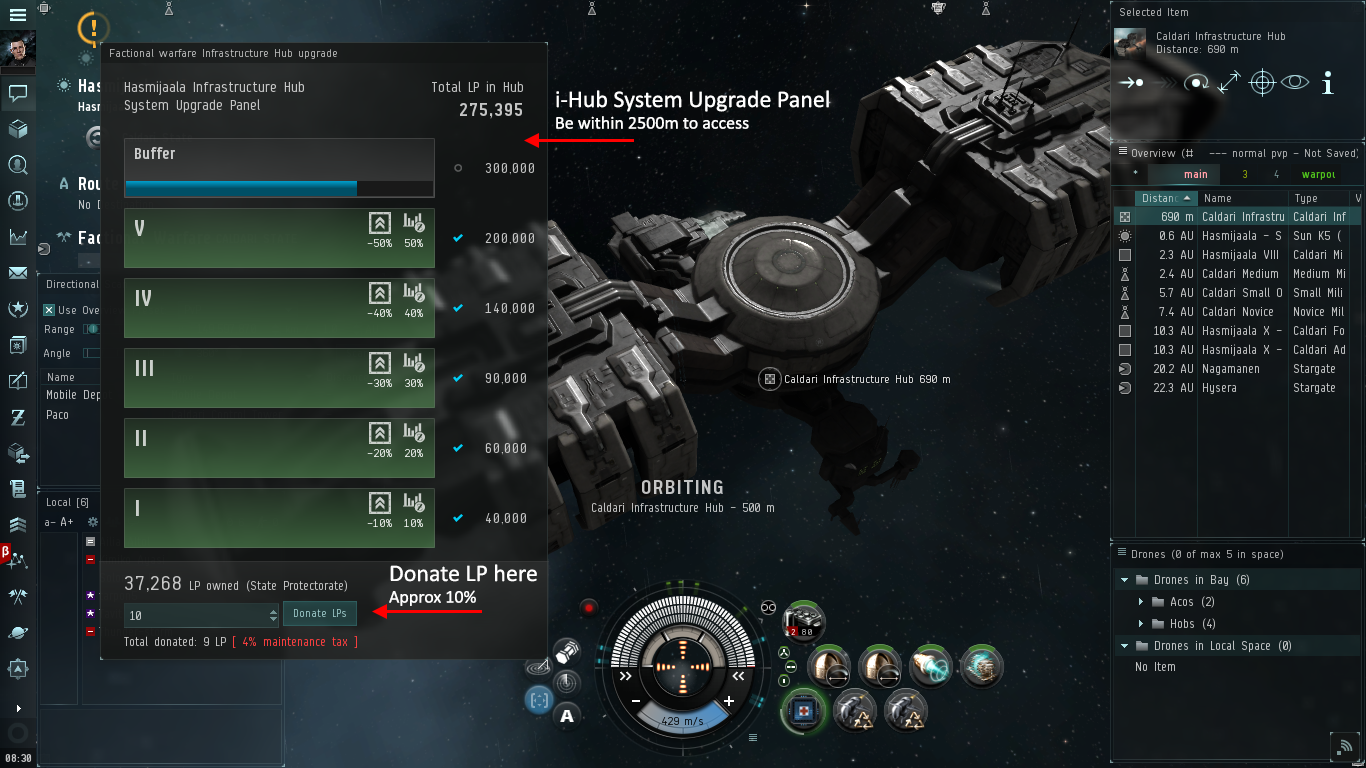 Factional warfare Infrastructure Hub upgrade
Hasmijaala Infrastructure Hub
System Upgrade Panel
Total LP in Hub
275,395
Buffer
300,000
V
-50% 50%
200,000
IV
-40% 40%
140,000
III
-30% 30%
90,000
II
-20% 20%
60,000
I
-10% 10%
40,000
37,268 LP owned (State Protectorate)
10
Donate LPs
Total donated: 9 LP [ 4% maintenance tax ]
i-Hub System Upgrade Panel
Be within 2500m to access
Donate LP here
Approx 10%
Has
Hasm
Rou
No [
Fac
Directional
Use Ove
Range
Angle
Name
Mobile Dep
Paco
Local [6]
a- A+
β
08:30
Caldari Infrastructure Hub 690 m
ORBITING
Caldari Infrastructure Hub - 500 m
2 80
A
- +
429 m/s
Selected Item
Caldari Infrastructure Hub
Distance: 690 m
Overview (# --- normal pvp - Not Saved)
* main 3 4 warpou
Distanc Name Type V
690 m Caldari Infrastru Caldari Inf
0.6 AU Hasmijaala - S Sun K5 (
2.3 AU Hasmijaala VIII Caldari Mi
2.4 AU Caldari Medium Medium Mi
5.7 AU Caldari Small O Small Mili
7.4 AU Caldari Novice Novice Mil
10.3 AU Hasmijaala X - Caldari Fo
10.3 AU Hasmijaala X - Caldari Ad
20.2 AU Nagamanen Stargate
22.3 AU Hysera Stargate
Drones (0 of max 5 in space)
Drones in Bay (6)
Acos (2)
Hobs (4)
Drones in Local Space (0)
No Item